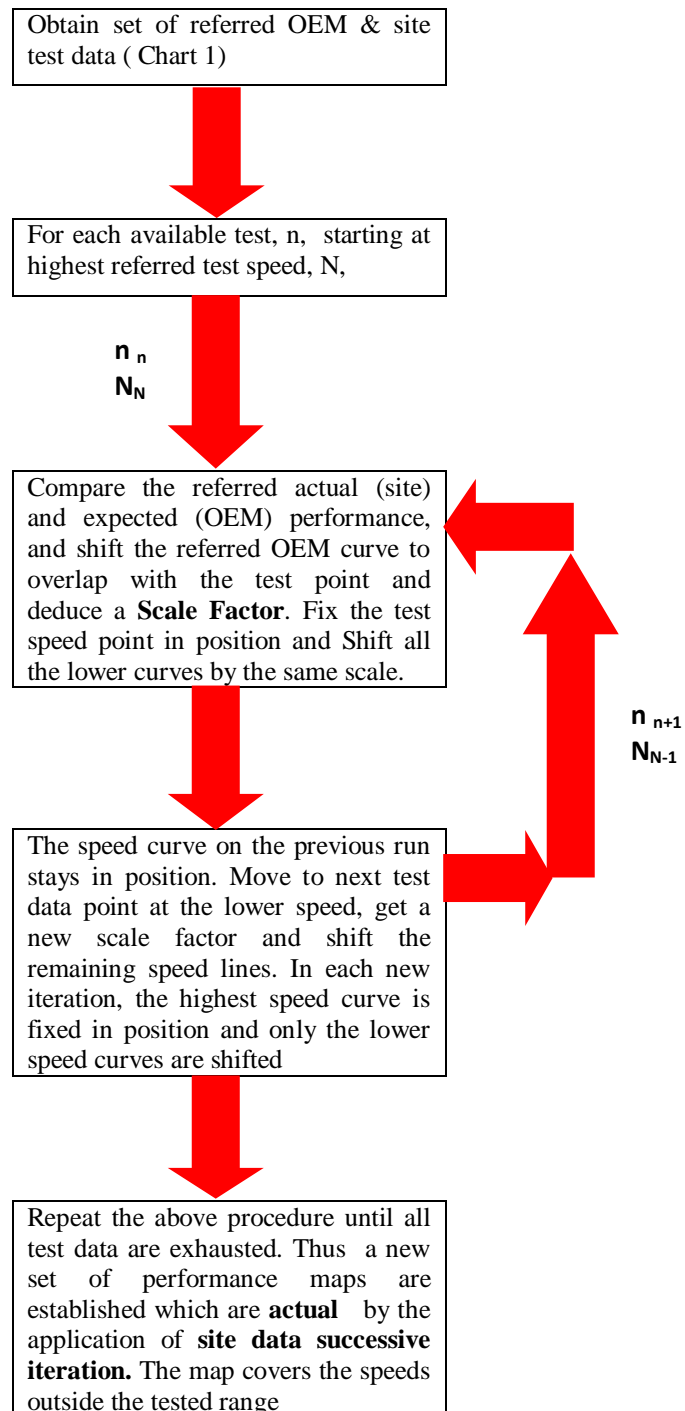 Obtain set of referred OEM & site
test data ( Chart 1)
For each available test, n, starting at
highest referred test speed, N,
n n
NN
Compare the referred actual (site)
and expected (OEM) performance,
and shift the referred OEM curve to
overlap with the test point and
deduce a Scale Factor. Fix the test
speed point in position and Shift all
the lower curves by the same scale.
n n+1
NN-1
The speed curve on the previous run
stays in position. Move to next test
data point at the lower speed, get a
new scale factor and shift the
remaining speed lines. In each new
iteration, the highest speed curve is
fixed in position and only the lower
speed curves are shifted
Repeat the above procedure until all
test data are exhausted. Thus a new
set of performance maps are
established which are actual by the
application of site data successive
iteration. The map covers the speeds
outside the tested range